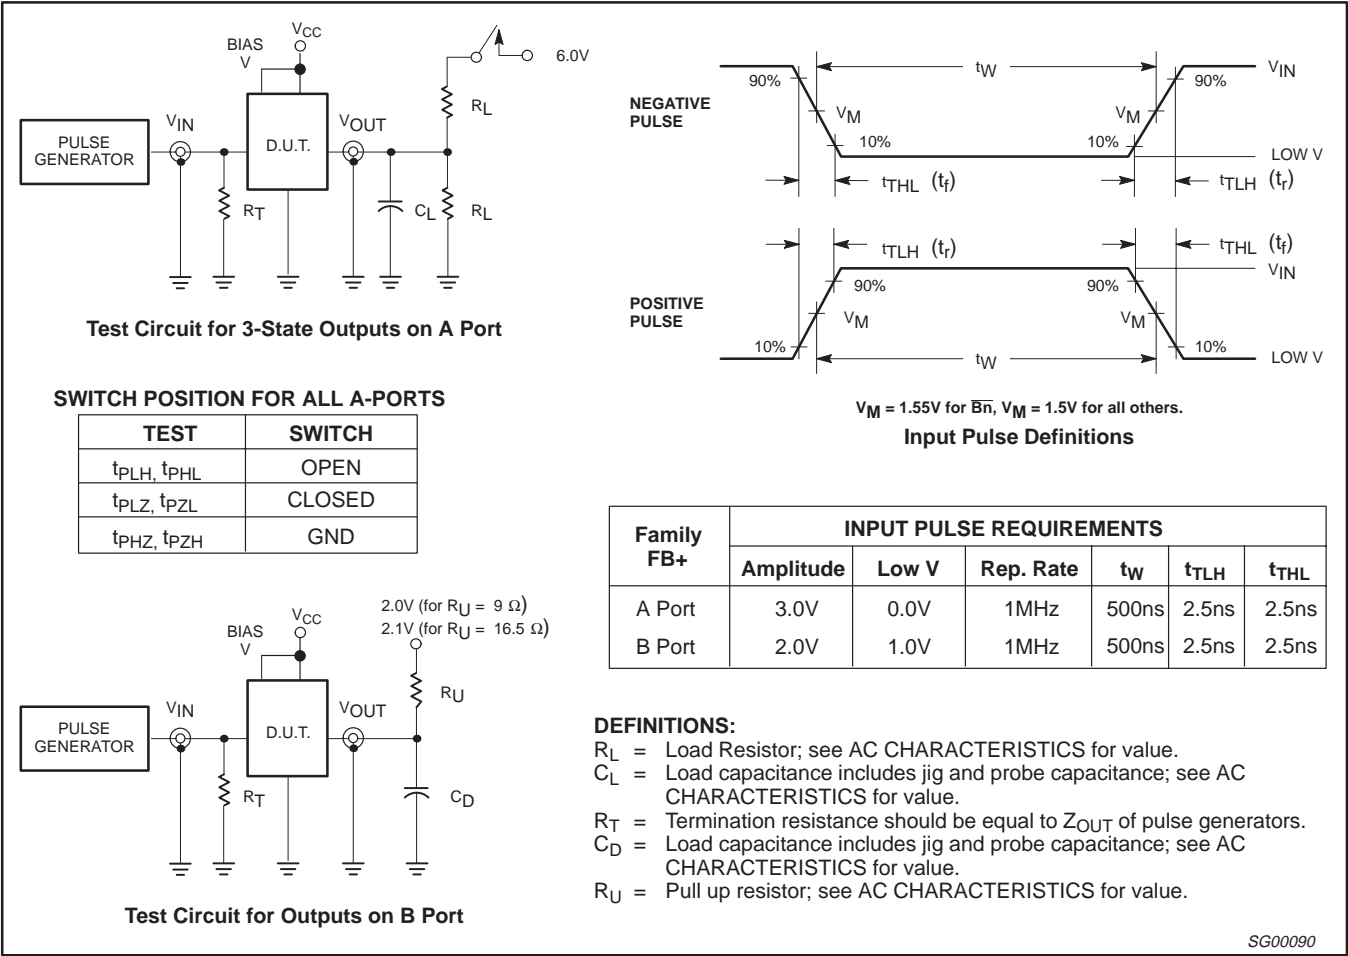 VCC
BIAS
V
6.0V
RL
VIN
VOUT
PULSE
GENERATOR
D.U.T.
RT
CL
RL
Test Circuit for 3-State Outputs on A Port
SWITCH POSITION FOR ALL A-PORTS
TEST SWITCH
tPLH, tPHL OPEN
tPLZ, tPZL CLOSED
tPHZ, tPZH GND
2.0V (for RU = 9 Ω)
2.1V (for RU = 16.5 Ω)
VCC
BIAS
V
RU
VIN
VOUT
PULSE
GENERATOR
D.U.T.
RT
CD
Test Circuit for Outputs on B Port
NEGATIVE
PULSE
90%
tW
90%
VIN
VM
VM
10%
10%
LOW V
tTHL (tf)
tTLH (tr)
tTLH (tr)
tTHL (tf)
VIN
POSITIVE
PULSE
90%
90%
VM
VM
10%
10%
tW
LOW V
VM = 1.55V for B̅n̅, VM = 1.5V for all others.
Input Pulse Definitions
Family
FB+
INPUT PULSE REQUIREMENTS
Amplitude Low V Rep. Rate tW tTLH tTHL
A Port 3.0V 0.0V 1MHz 500ns 2.5ns 2.5ns
B Port 2.0V 1.0V 1MHz 500ns 2.5ns 2.5ns
DEFINITIONS:
RL = Load Resistor; see AC CHARACTERISTICS for value.
CL = Load capacitance includes jig and probe capacitance; see AC
CHARACTERISTICS for value.
RT = Termination resistance should be equal to ZOUT of pulse generators.
CD = Load capacitance includes jig and probe capacitance; see AC
CHARACTERISTICS for value.
RU = Pull up resistor; see AC CHARACTERISTICS for value.
SG00090